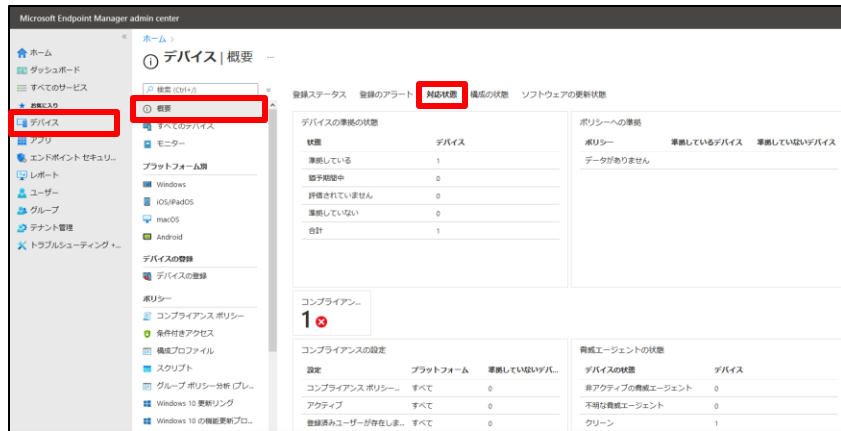 Microsoft Endpoint Manager admin center
«
ホーム
ダッシュボード
すべてのサービス
お気に入り
デバイス
アプリ
エンドポイント セキュリ...
レポート
ユーザー
グループ
テナント管理
トラブルシューティング +...
ホーム >
デバイス | 概要 ...
検索 (Ctrl+/) «
概要
すべてのデバイス
モニター
プラットフォーム別
Windows
iOS/iPadOS
macOS
Android
デバイスの登録
デバイスの登録
ポリシー
コンプライアンス ポリシー
条件付きアクセス
構成プロファイル
スクリプト
グループ ポリシー分析 (プレ...
Windows 10 更新リング
Windows 10 の機能更新プロ...
登録ステータス 登録のアラート 対応状態 構成の状態 ソフトウェアの更新状態
デバイスの準拠の状態
状態 デバイス
準拠している 1
猶予期間中 0
評価されていません 0
準拠していない 0
合計 1
ポリシーへの準拠
ポリシー 準拠しているデバイス 準拠していないデバイス
データがありません
コンプライアン...
1
コンプライアンスの設定
設定 プラットフォーム 準拠していないデバ...
コンプライアンス ポリシー... すべて 0
アクティブ すべて 0
登録済みユーザーが存在しま... すべて 0
脅威エージェントの状態
デバイスの状態 デバイス
非アクティブの脅威エージェント 0
不明な脅威エージェント 0
クリーン 1